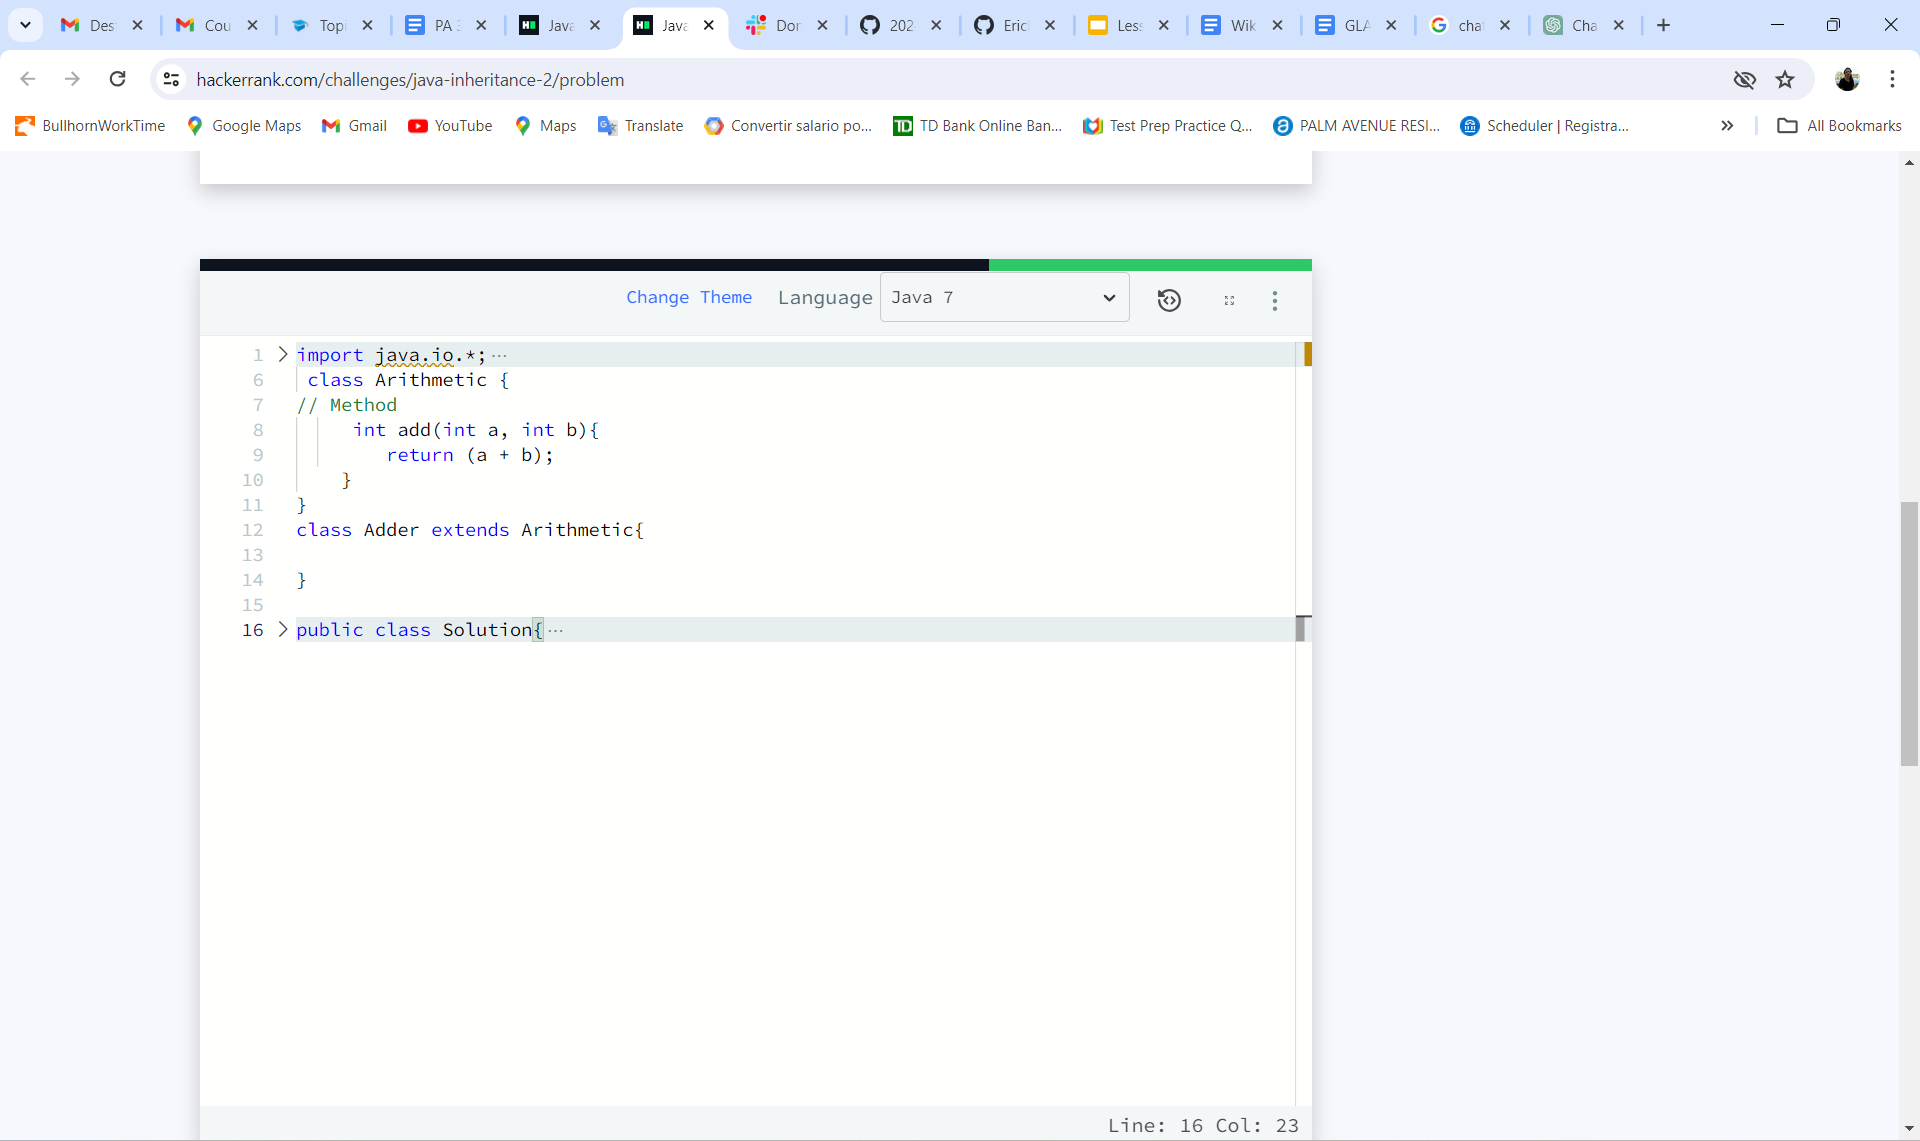 Des
Cou
Topi
PA 3
Java
Java
Dor
202
Eric
Less
Wik
GLA
cha
Cha
hackerrank.com/challenges/java-inheritance-2/problem
BullhornWorkTime
Google Maps
Gmail
YouTube
Maps
Translate
Convertir salario po...
TD Bank Online Ban...
Test Prep Practice Q...
PALM AVENUE RESI...
Scheduler | Registra...
All Bookmarks
Change Theme Language Java 7
1 import java.io.*;...
6 class Arithmetic {
7 // Method
8 int add(int a, int b){
9 return (a + b);
10 }
11 }
12 class Adder extends Arithmetic{
13
14 }
15
16 public class Solution{...
Line: 16 Col: 23